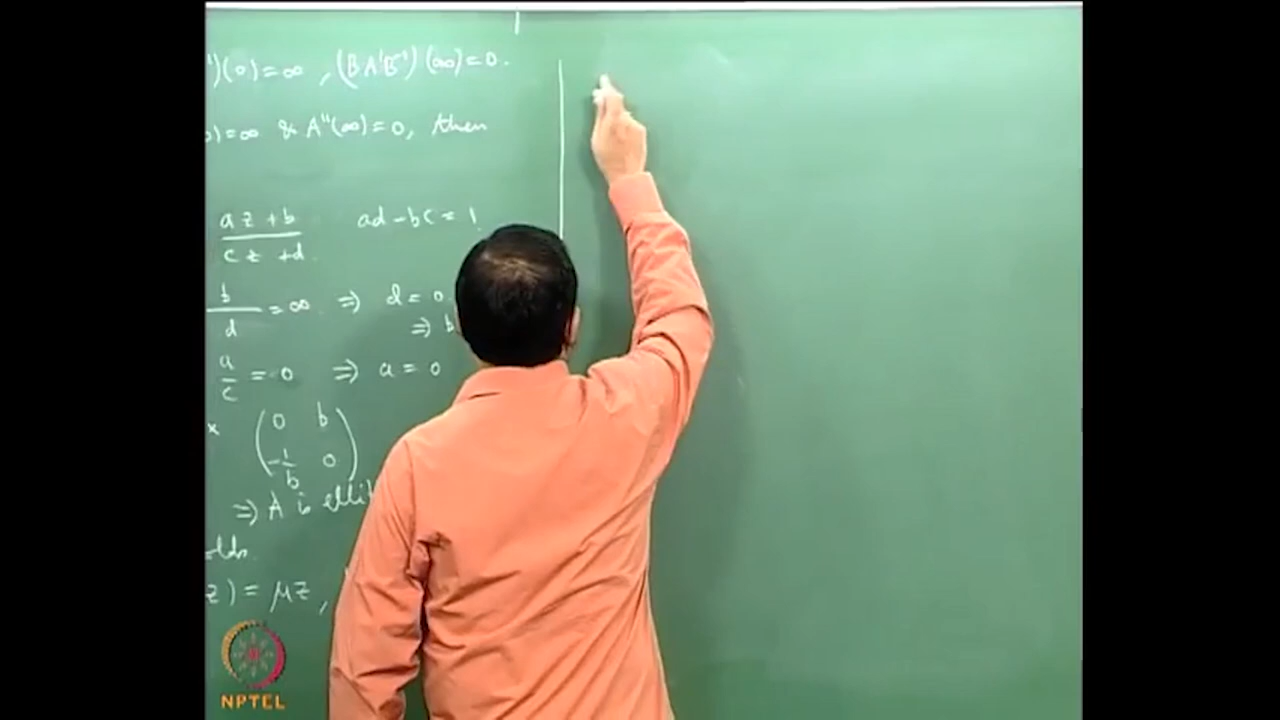 )(0) = ∞ , (BA'B⁻¹)(∞) = 0.
) = ∞ & A"(∞) = 0, then
az + b
cz + d ad - bc = 1.
b/d = ∞ ⇒ d = 0
⇒ b
a/c = 0 ⇒ a = 0
( 0 b
-1/b 0 )
⇒ A is
z) = μz,
NPTEL